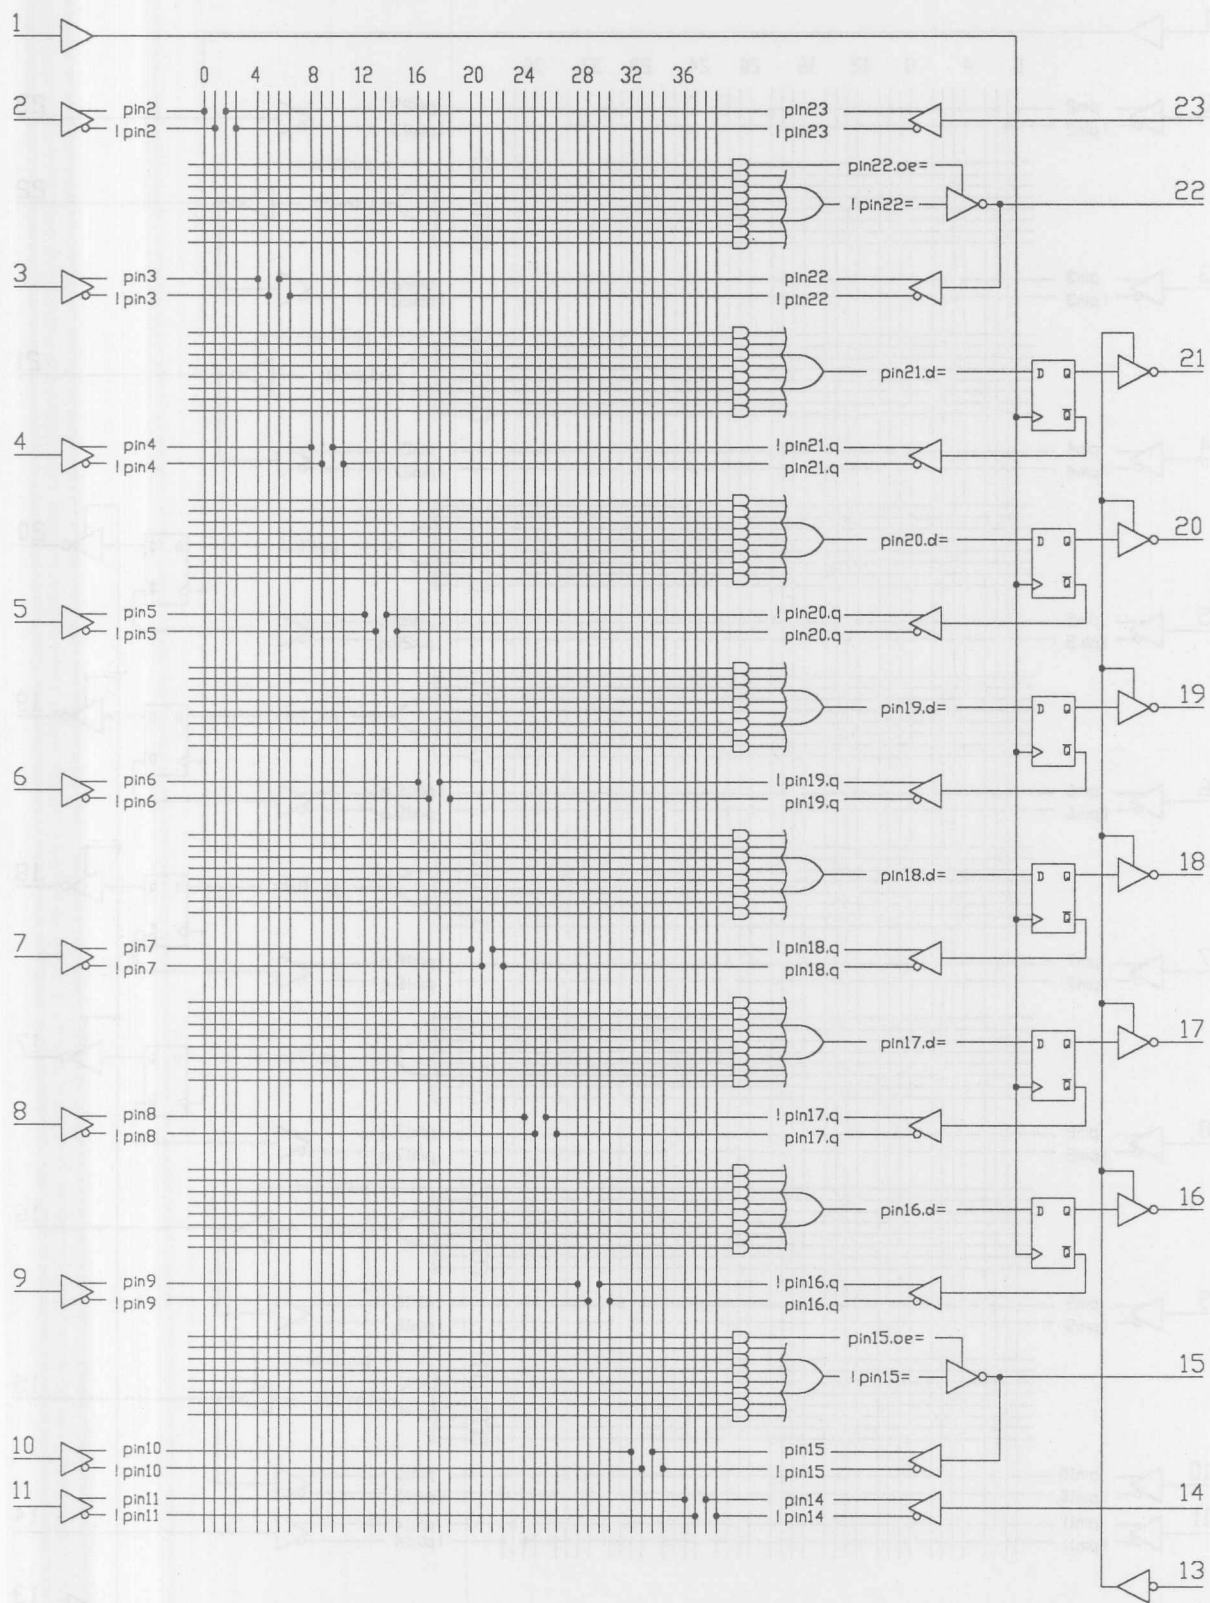 1
0 4 8 12 16 20 24 28 32 36
2 pin2 pin23 23
!pin2 !pin23
pin22.oe=
!pin22= 22
3 pin3 pin22
!pin3 !pin22
pin21.d= D Q 21
Q
4 pin4 !pin21.q
!pin4 pin21.q
pin20.d= D Q 20
Q
5 pin5 !pin20.q
!pin5 pin20.q
pin19.d= D Q 19
Q
6 pin6 !pin19.q
!pin6 pin19.q
pin18.d= D Q 18
Q
7 pin7 !pin18.q
!pin7 pin18.q
pin17.d= D Q 17
Q
8 pin8 !pin17.q
!pin8 pin17.q
pin16.d= D Q 16
Q
9 pin9 !pin16.q
!pin9 pin16.q
pin15.oe=
!pin15= 15
10 pin10 pin15
!pin10 !pin15
11 pin11 pin14 14
!pin11 !pin14
13